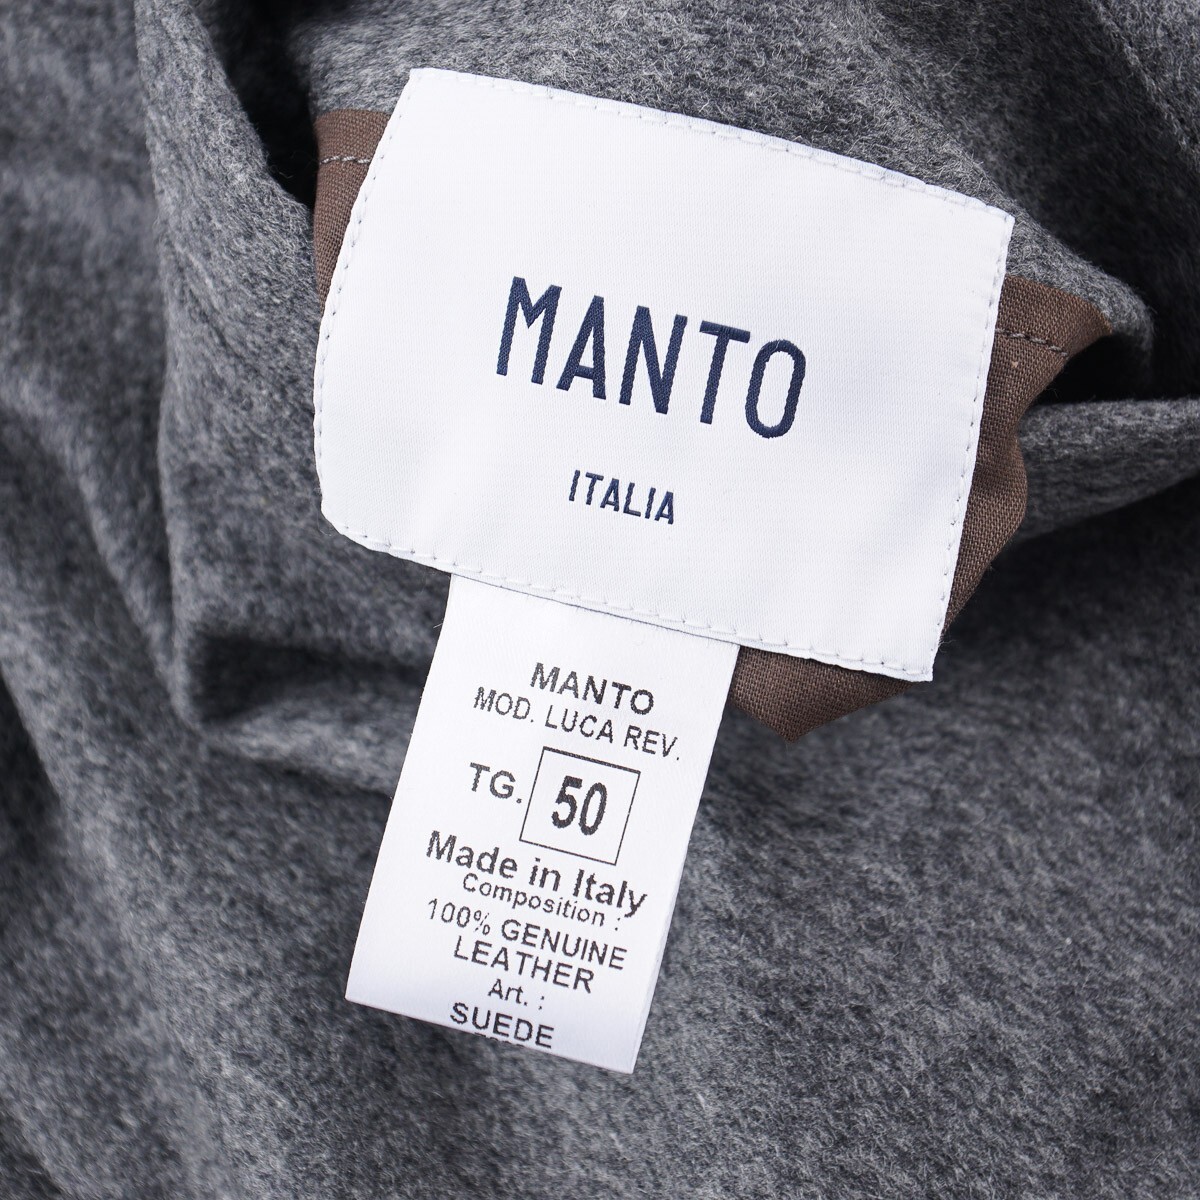 MANTO
ITALIA
MANTO
MOD. LUCA REV.
TG. 50
Made in Italy
Composition :
100% GENUINE
LEATHER
Art. :
SUEDE